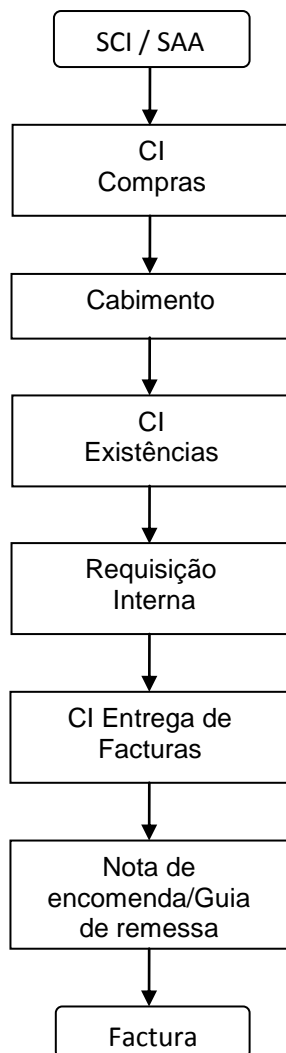 SCI / SAA
CI
Compras
Cabimento
CI
Existências
Requisição
Interna
CI Entrega de
Facturas
Nota de
encomenda/Guia
de remessa
Factura